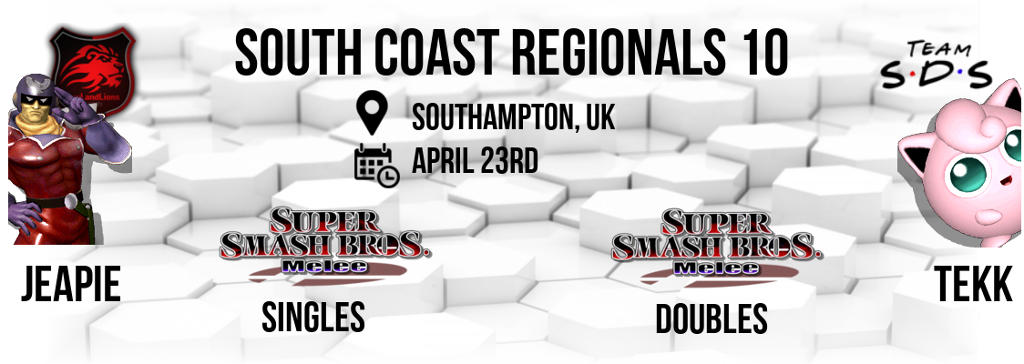 SOUTH COAST REGIONALS 10
LandLions
TEAM
S.D.S
SOUTHAMPTON, UK
APRIL 23RD
SUPER
SMASH BROS.
Melee
SUPER
SMASH BROS.
Melee
JEAPIE
SINGLES
DOUBLES
TEKK